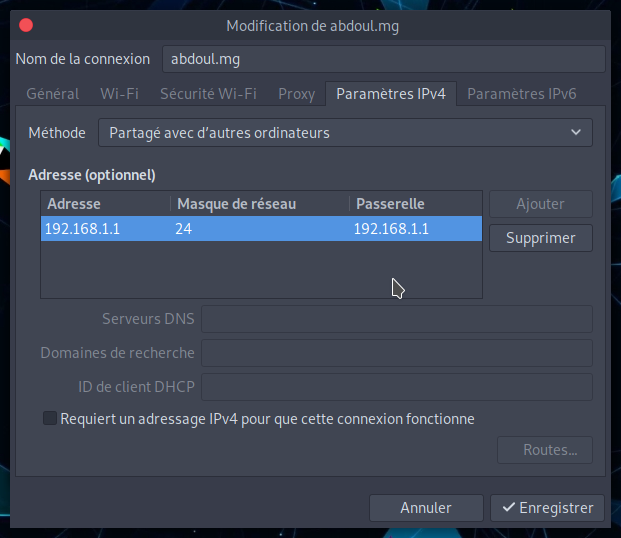 Modification de abdoul.mg
Nom de la connexion abdoul.mg
Général Wi-Fi Sécurité Wi-Fi Proxy Paramètres IPv4 Paramètres IPv6
Méthode Partagé avec d’autres ordinateurs
Adresse (optionnel)
Adresse Masque de réseau Passerelle Ajouter
192.168.1.1 24 192.168.1.1
Supprimer
Serveurs DNS
Domaines de recherche
ID de client DHCP
Requiert un adressage IPv4 pour que cette connexion fonctionne
Routes...
Annuler Enregistrer